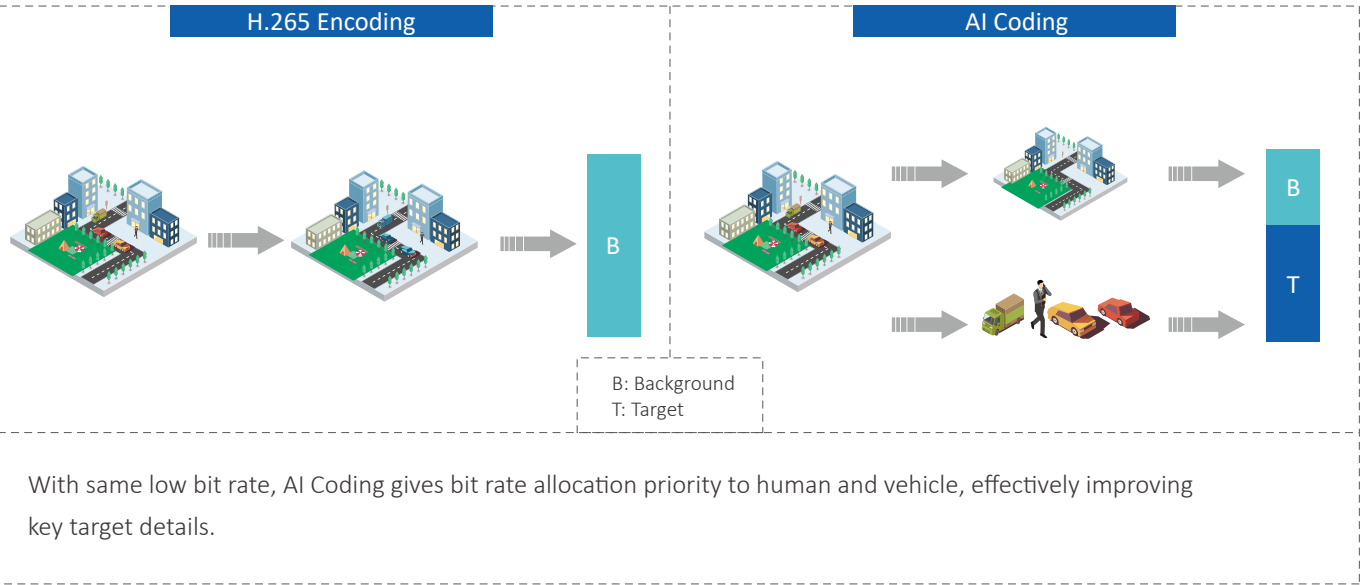 H.265 Encoding
AI Coding
B
B
T
B: Background
T: Target
With same low bit rate, AI Coding gives bit rate allocation priority to human and vehicle, effectively improving
key target details.